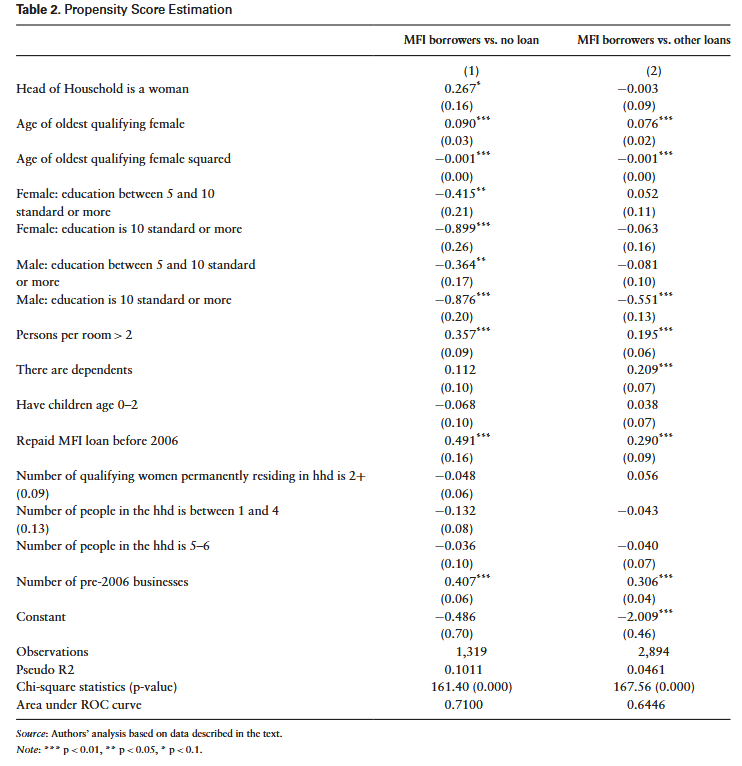 Table 2. Propensity Score Estimation
MFI borrowers vs. no loan MFI borrowers vs. other loans
(1) (2)
Head of Household is a woman 0.267* −0.003
(0.16) (0.09)
Age of oldest qualifying female 0.090*** 0.076***
(0.03) (0.02)
Age of oldest qualifying female squared −0.001*** −0.001***
(0.00) (0.00)
Female: education between 5 and 10 −0.415** 0.052
standard or more (0.21) (0.11)
Female: education is 10 standard or more −0.899*** −0.063
(0.26) (0.16)
Male: education between 5 and 10 standard −0.364** −0.081
or more (0.17) (0.10)
Male: education is 10 standard or more −0.876*** −0.551***
(0.20) (0.13)
Persons per room > 2 0.357*** 0.195***
(0.09) (0.06)
There are dependents 0.112 0.209***
(0.10) (0.07)
Have children age 0–2 −0.068 0.038
(0.10) (0.07)
Repaid MFI loan before 2006 0.491*** 0.290***
(0.16) (0.09)
Number of qualifying women permanently residing in hhd is 2+ −0.048 0.056
(0.09) (0.06)
Number of people in the hhd is between 1 and 4 −0.132 −0.043
(0.13) (0.08)
Number of people in the hhd is 5–6 −0.036 −0.040
(0.10) (0.07)
Number of pre-2006 businesses 0.407*** 0.306***
(0.06) (0.04)
Constant −0.486 −2.009***
(0.70) (0.46)
Observations 1,319 2,894
Pseudo R2 0.1011 0.0461
Chi-square statistics (p-value) 161.40 (0.000) 167.56 (0.000)
Area under ROC curve 0.7100 0.6446
Source: Authors' analysis based on data described in the text.
Note: *** p < 0.01, ** p < 0.05, * p < 0.1.